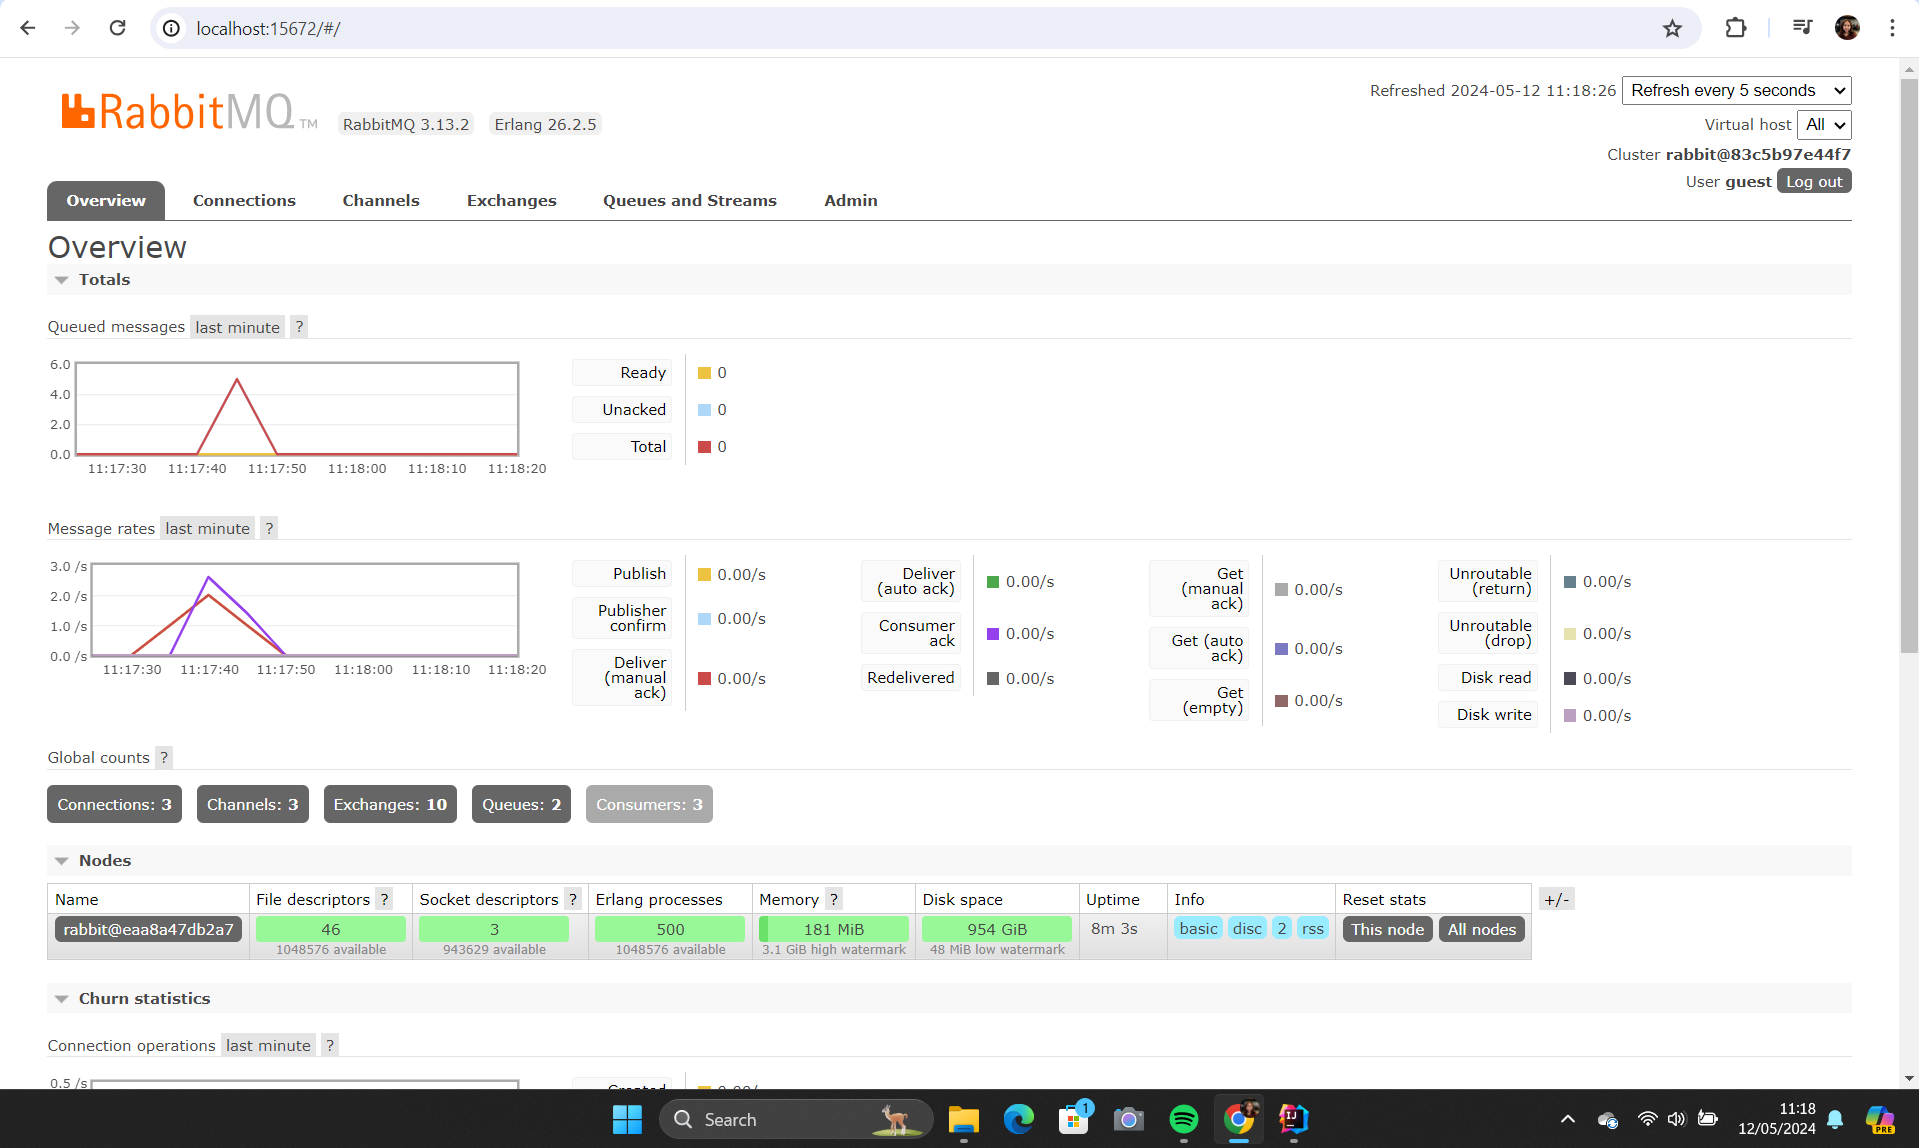 localhost:15672/#/
RabbitMQ TM
RabbitMQ 3.13.2 Erlang 26.2.5
Refreshed 2024-05-12 11:18:26 Refresh every 5 seconds
Virtual host All
Cluster rabbit@83c5b97e44f7
User guest Log out
Overview Connections Channels Exchanges Queues and Streams Admin
Overview
Totals
Queued messages last minute ?
6.0
4.0
2.0
0.0
11:17:30 11:17:40 11:17:50 11:18:00 11:18:10 11:18:20
Ready 0
Unacked 0
Total 0
Message rates last minute ?
3.0 /s
2.0 /s
1.0 /s
0.0 /s
11:17:30 11:17:40 11:17:50 11:18:00 11:18:10 11:18:20
Publish 0.00/s
Publisher
confirm 0.00/s
Deliver
(manual
ack) 0.00/s
Deliver
(auto ack) 0.00/s
Consumer
ack 0.00/s
Redelivered 0.00/s
Get
(manual
ack) 0.00/s
Get (auto
ack) 0.00/s
Get
(empty) 0.00/s
Unroutable
(return) 0.00/s
Unroutable
(drop) 0.00/s
Disk read 0.00/s
Disk write 0.00/s
Global counts ?
Connections: 3 Channels: 3 Exchanges: 10 Queues: 2 Consumers: 3
Nodes
Name File descriptors ? Socket descriptors ? Erlang processes Memory ? Disk space Uptime Info Reset stats +/-
rabbit@eaa8a47db2a7 46 3 500 181 MiB 954 GiB 8m 3s basic disc 2 rss This node All nodes
1048576 available 943629 available 1048576 available 3.1 GiB high watermark 48 MiB low watermark
Churn statistics
Connection operations last minute ?
0.5 /s
Created 0.00/s
Search
1
IJ
11:18
12/05/2024
PRE